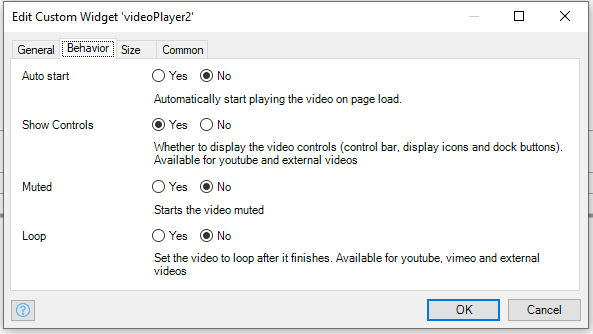 Edit Custom Widget 'videoPlayer2'
General Behavior Size Common
Auto start Yes No
Automatically start playing the video on page load.
Show Controls Yes No
Whether to display the video controls (control bar, display icons and dock buttons).
Available for youtube and external videos
Muted Yes No
Starts the video muted
Loop Yes No
Set the video to loop after it finishes. Available for youtube, vimeo and external
videos
? OK Cancel